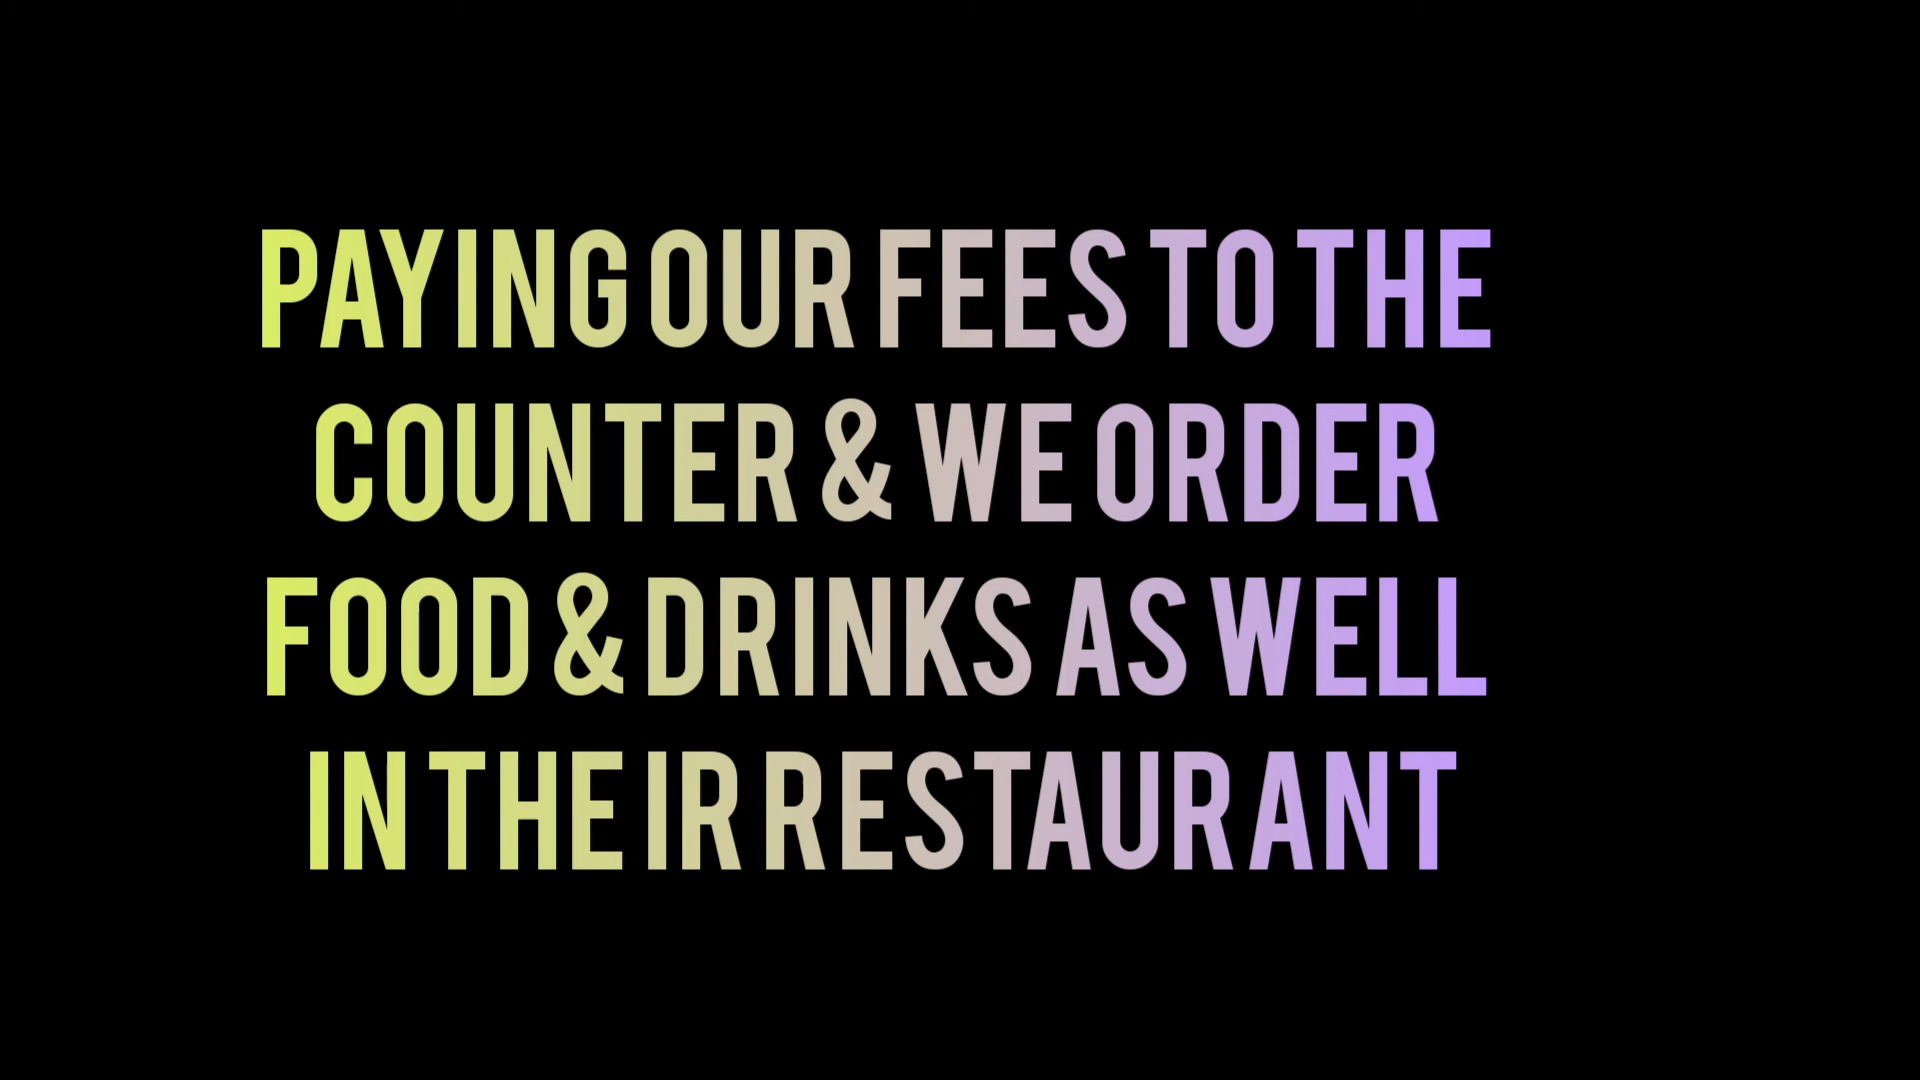 PAYING OUR FEES TO THE
COUNTER & WE ORDER
FOOD & DRINKS AS WELL
IN THEIR RESTAURANT